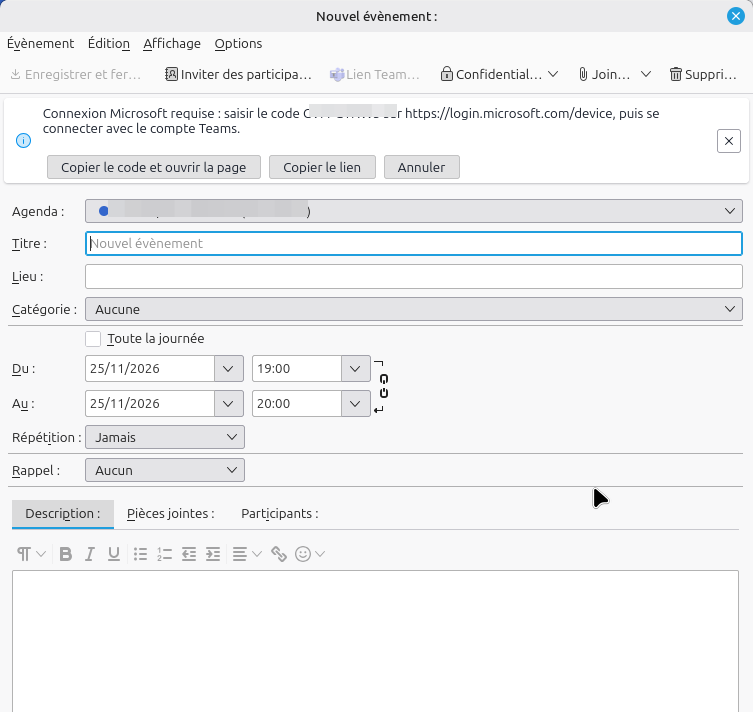 Nouvel évènement :
Évènement Édition Affichage Options
Enregistrer et fer… Inviter des participa… Lien Team… Confidential… Join… Suppri…
Connexion Microsoft requise : saisir le code sur https://login.microsoft.com/device, puis se
connecter avec le compte Teams.
Copier le code et ouvrir la page Copier le lien Annuler
Agenda : )
Titre : Nouvel évènement
Lieu :
Catégorie : Aucune
Toute la journée
Du : 25/11/2026 19:00
Au : 25/11/2026 20:00
Répétition : Jamais
Rappel : Aucun
Description : Pièces jointes : Participants :